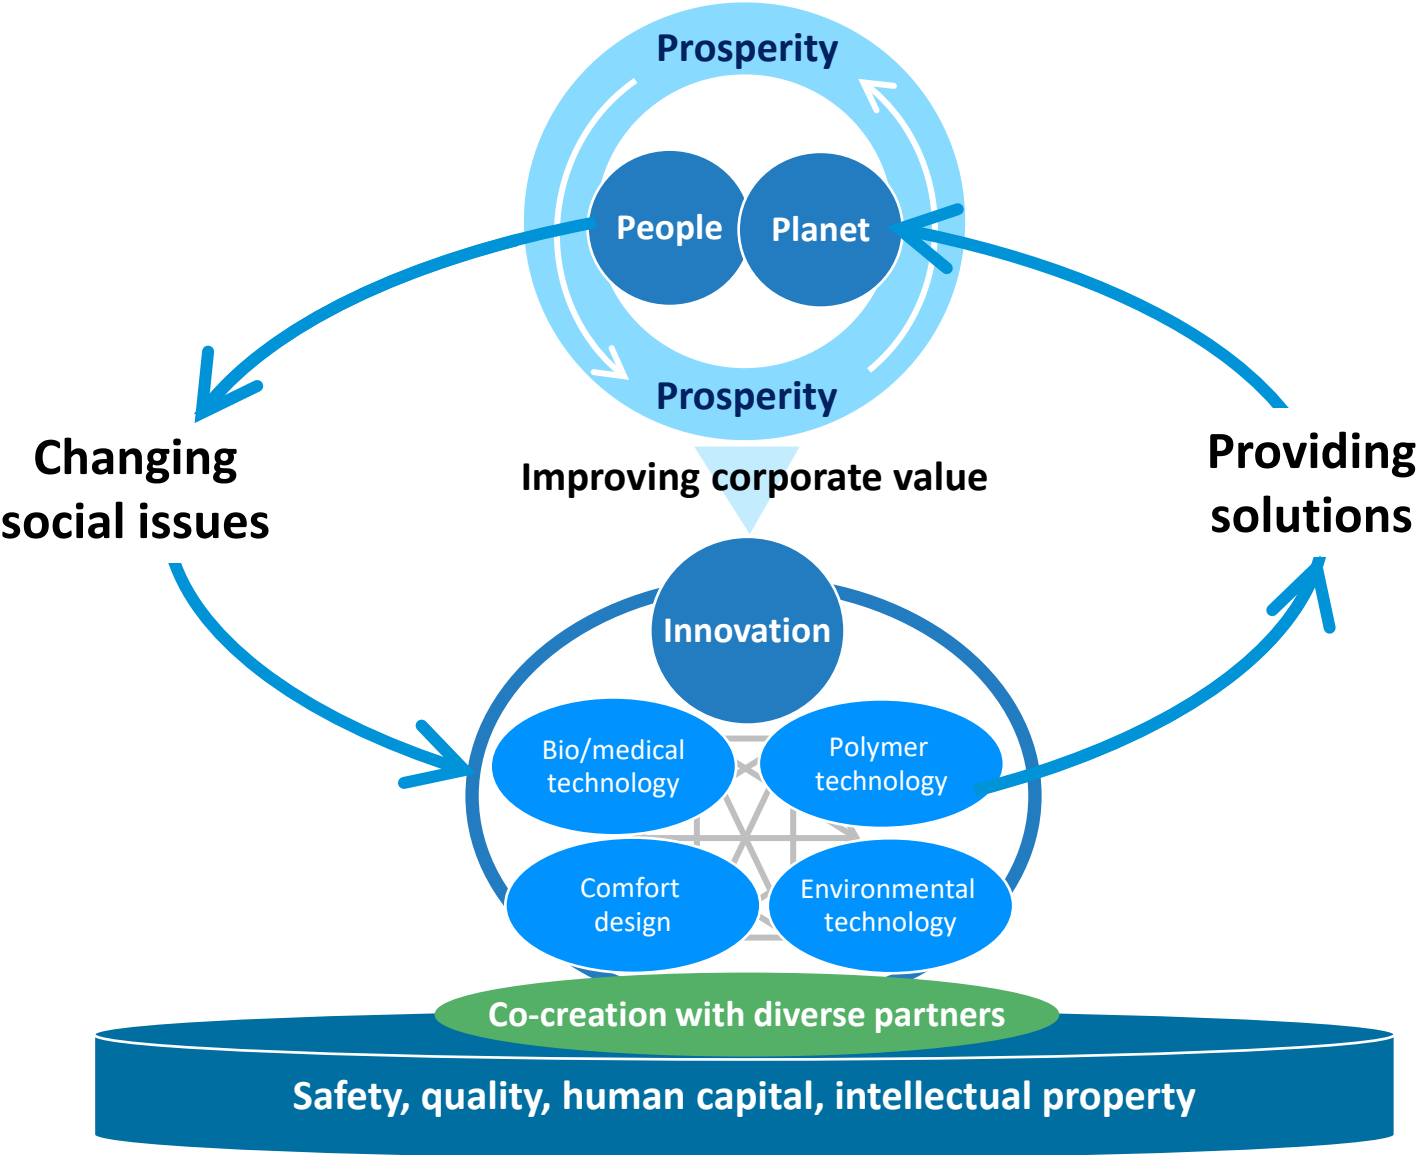 Prosperity
People
Planet
Prosperity
Improving corporate value
Changing
social issues
Providing
solutions
Innovation
Bio/medical
technology
Polymer
technology
Comfort
design
Environmental
technology
Co-creation with diverse partners
Safety, quality, human capital, intellectual property